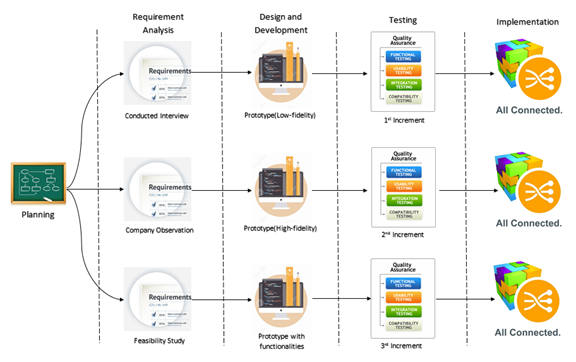 Requirement
Analysis
Design and
Development
Testing
Implementation
Requirements
Conducted Interview
Prototype(Low-fidelity)
Quality
Assurance
FUNCTIONAL
TESTING
USABILITY
TESTING
INTEGRATION
TESTING
COMPATIBILITY
TESTING
1st Increment
All Connected.
Planning
Requirements
Company Observation
Prototype(High-fidelity)
Quality
Assurance
FUNCTIONAL
TESTING
USABILITY
TESTING
INTEGRATION
TESTING
COMPATIBILITY
TESTING
2nd Increment
All Connected.
Requirements
Feasibility Study
Prototype with
functionalities
Quality
Assurance
FUNCTIONAL
TESTING
USABILITY
TESTING
INTEGRATION
TESTING
COMPATIBILITY
TESTING
3rd Increment
All Connected.